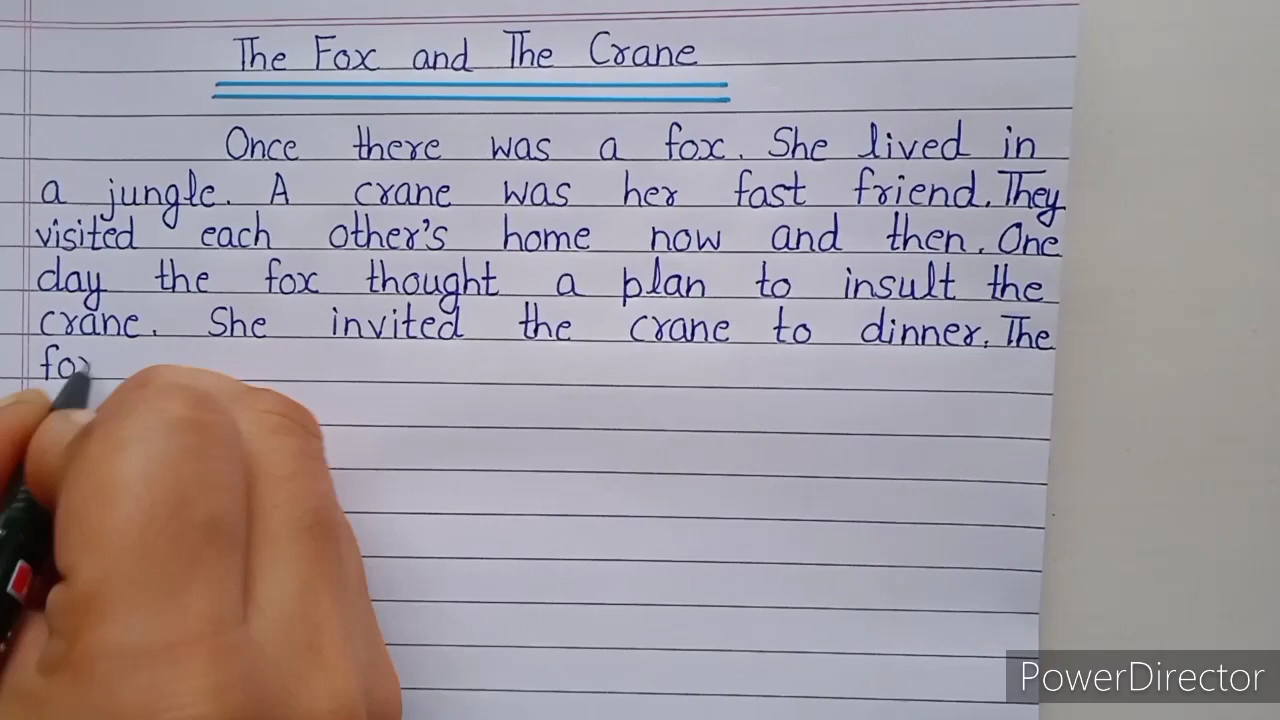 The Fox and The Crane
Once there was a fox. She lived in
a jungle. A crane was her fast friend. They
visited each other's home now and then. One
day the fox thought a plan to insult the
crane. She invited the crane to dinner. The
fox
PowerDirector